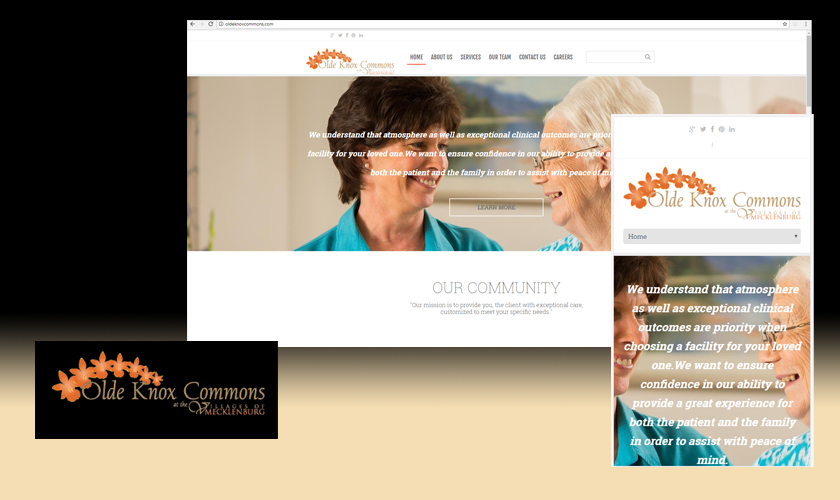 oldeknoxcommons.com
Olde Knox Commons
HOME ABOUT US SERVICES OUR TEAM CONTACT US CAREERS
We understand that atmosphere as well as exceptional clinical outcomes are
facility for your loved one.We want to ensure confidence in our ability to provide a
both the patient and the family in order to assist with peace of
LEARN MORE
OUR COMMUNITY
"Our mission is to provide you, the client with exceptional care,
customized to meet your specific needs."
Olde Knox Commons
at the VILLAGES OF
MECKLENBURG
Home
We understand that atmosphere
as well as exceptional clinical
outcomes are priority when
choosing a facility for your loved
one.We want to ensure
confidence in our ability to
provide a great experience for
both the patient and the family
in order to assist with peace of
mind.
Olde Knox Commons
at the VILLAGES OF
MECKLENBURG